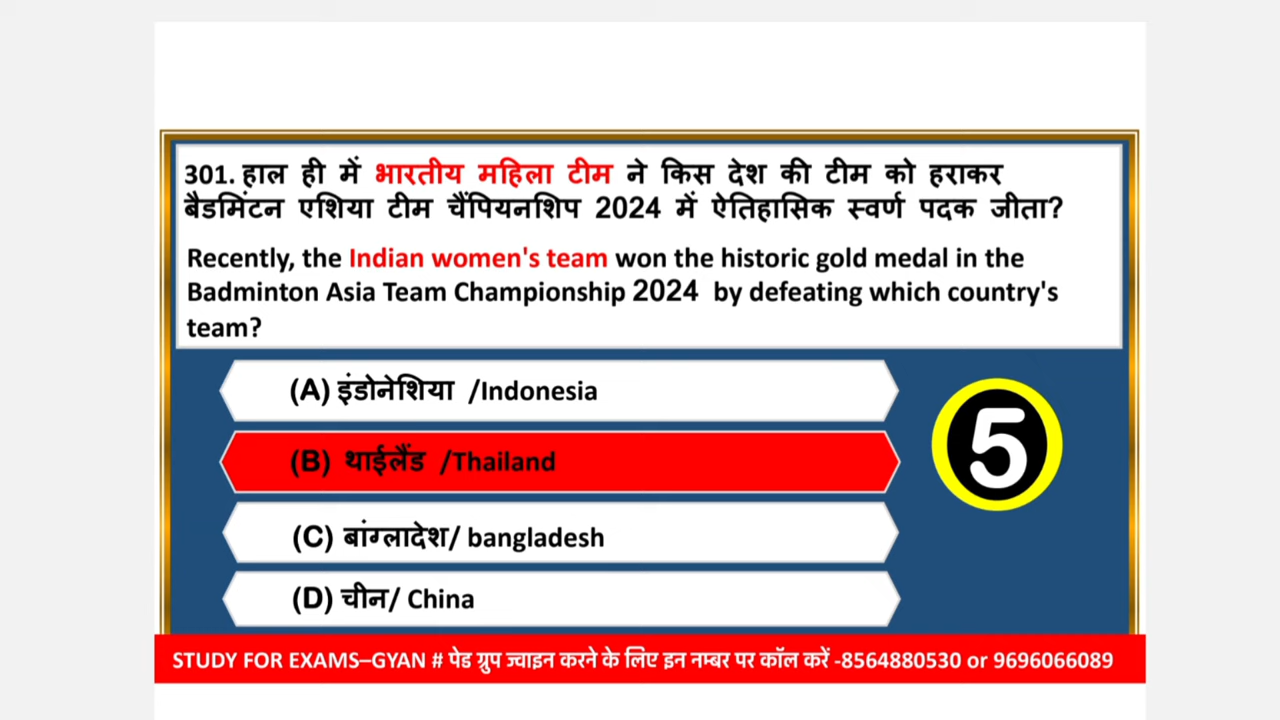 301. हाल ही में भारतीय महिला टीम ने किस देश की टीम को हराकर
बैडमिंटन एशिया टीम चैंपियनशिप 2024 में ऐतिहासिक स्वर्ण पदक जीता?
Recently, the Indian women's team won the historic gold medal in the
Badminton Asia Team Championship 2024 by defeating which country's
team?
(A) इंडोनेशिया /Indonesia
(B) थाईलैंड /Thailand
5
(C) बांग्लादेश/ bangladesh
(D) चीन/ China
STUDY FOR EXAMS–GYAN # पेड ग्रुप ज्वाइन करने के लिए इन नम्बर पर कॉल करें -8564880530 or 9696066089